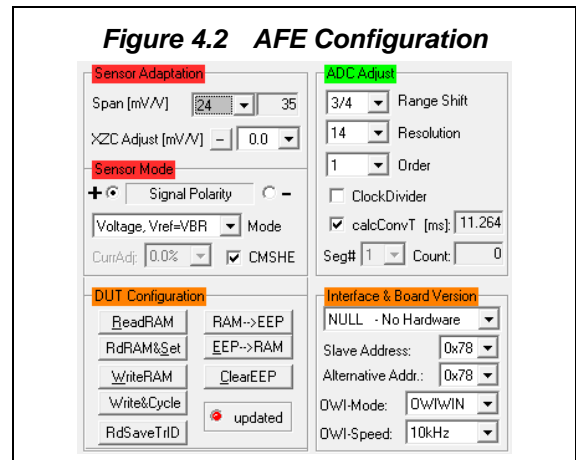 Figure 4.2 AFE Configuration
Sensor Adaptation
Span [mV/V] 24 35
XZC Adjust [mV/V] – 0.0
Sensor Mode
+ Signal Polarity –
Voltage, Vref=VBR Mode
CurrAdj: 0.0% CMSHE
ADC Adjust
3/4 Range Shift
14 Resolution
1 Order
ClockDivider
calcConvT [ms]: 11.264
Seg# 1 Count: 0
DUT Configuration
ReadRAM RAM-->EEP
RdRAM&Set EEP-->RAM
WriteRAM ClearEEP
Write&Cycle
updated
RdSaveTrID
Interface & Board Version
NULL - No Hardware
Slave Address: 0x78
Alternative Addr.: 0x78
OWI-Mode: OWIWIN
OWI-Speed: 10kHz